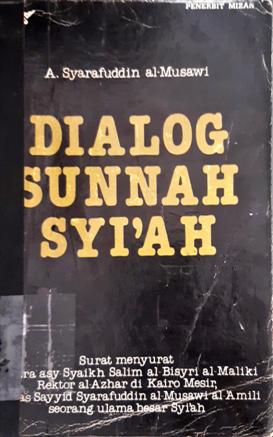 PENERBIT MIZAN
A. Syarafuddin al-Musawi
DIALOG
SUNNAH
SYI'AH
Surat menyurat
asy Syaikh Salim al-Bisyri al-Maliki
Rektor al-Azhar di Kairo Mesir,
Sayyid Syarafuddin al-Musawi al-Amili
seorang ulama besar Syi'ah